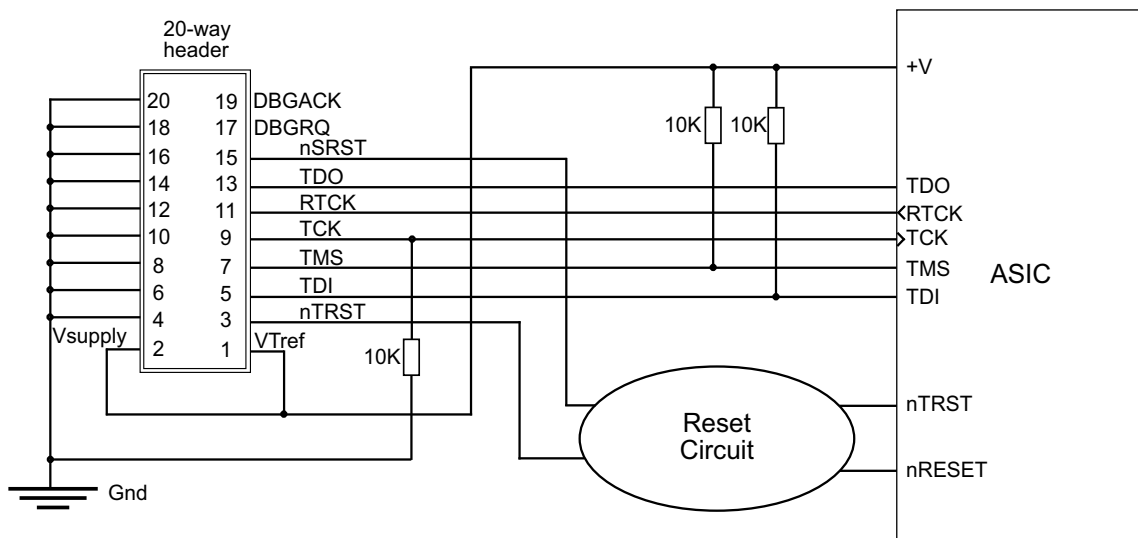 20-way
header
+V
20 19 DBGACK
10K 10K
18 17 DBGRQ
nSRST
16 15
TDO
14 13 TDO
RTCK
12 11 RTCK
TCK
10 9 TCK
TMS
8 7 TMS
ASIC
TDI
6 5 TDI
nTRST
4 3
Vsupply VTref
2 1
10K
nTRST
Reset
Circuit
nRESET
Gnd